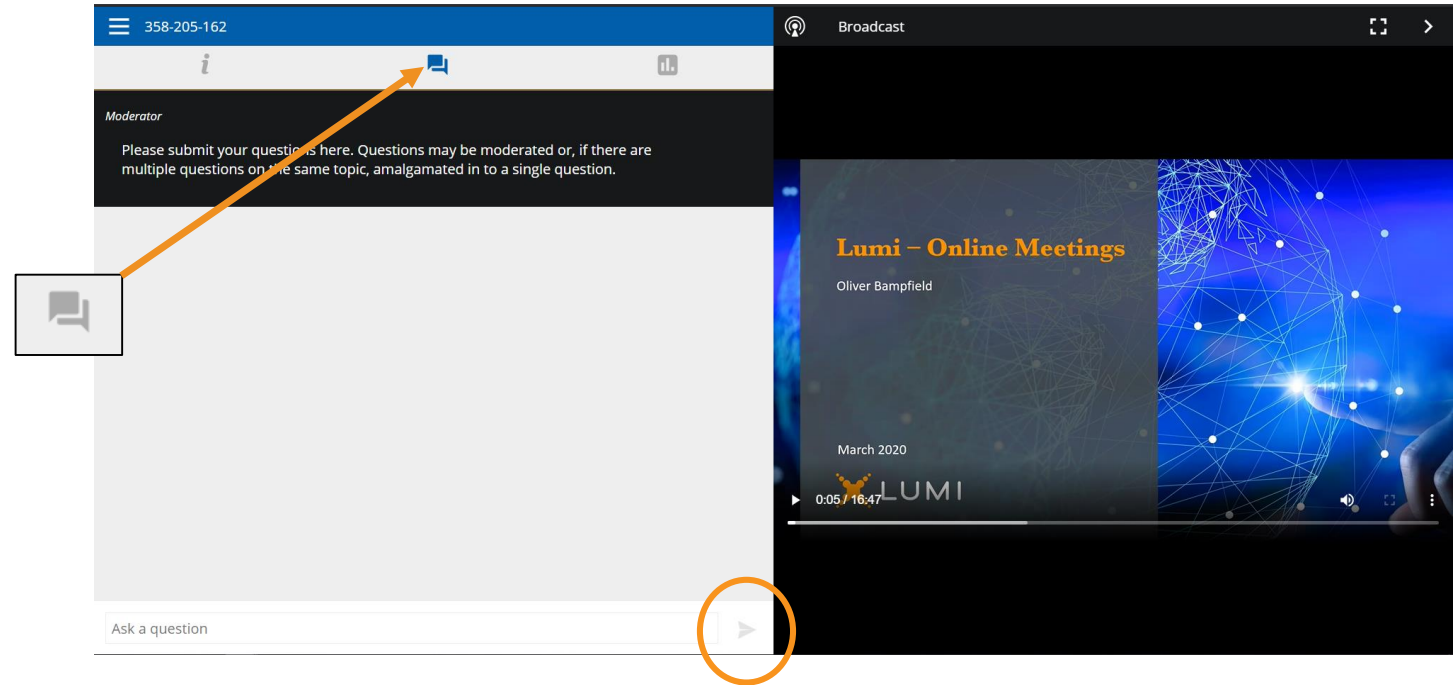 358-205-162
i
Moderator
Please submit your questions here. Questions may be moderated or, if there are
multiple questions on the same topic, amalgamated in to a single question.
Ask a question
Broadcast
Lumi – Online Meetings
Oliver Bampfield
March 2020
LUMI
0:05 / 16:47